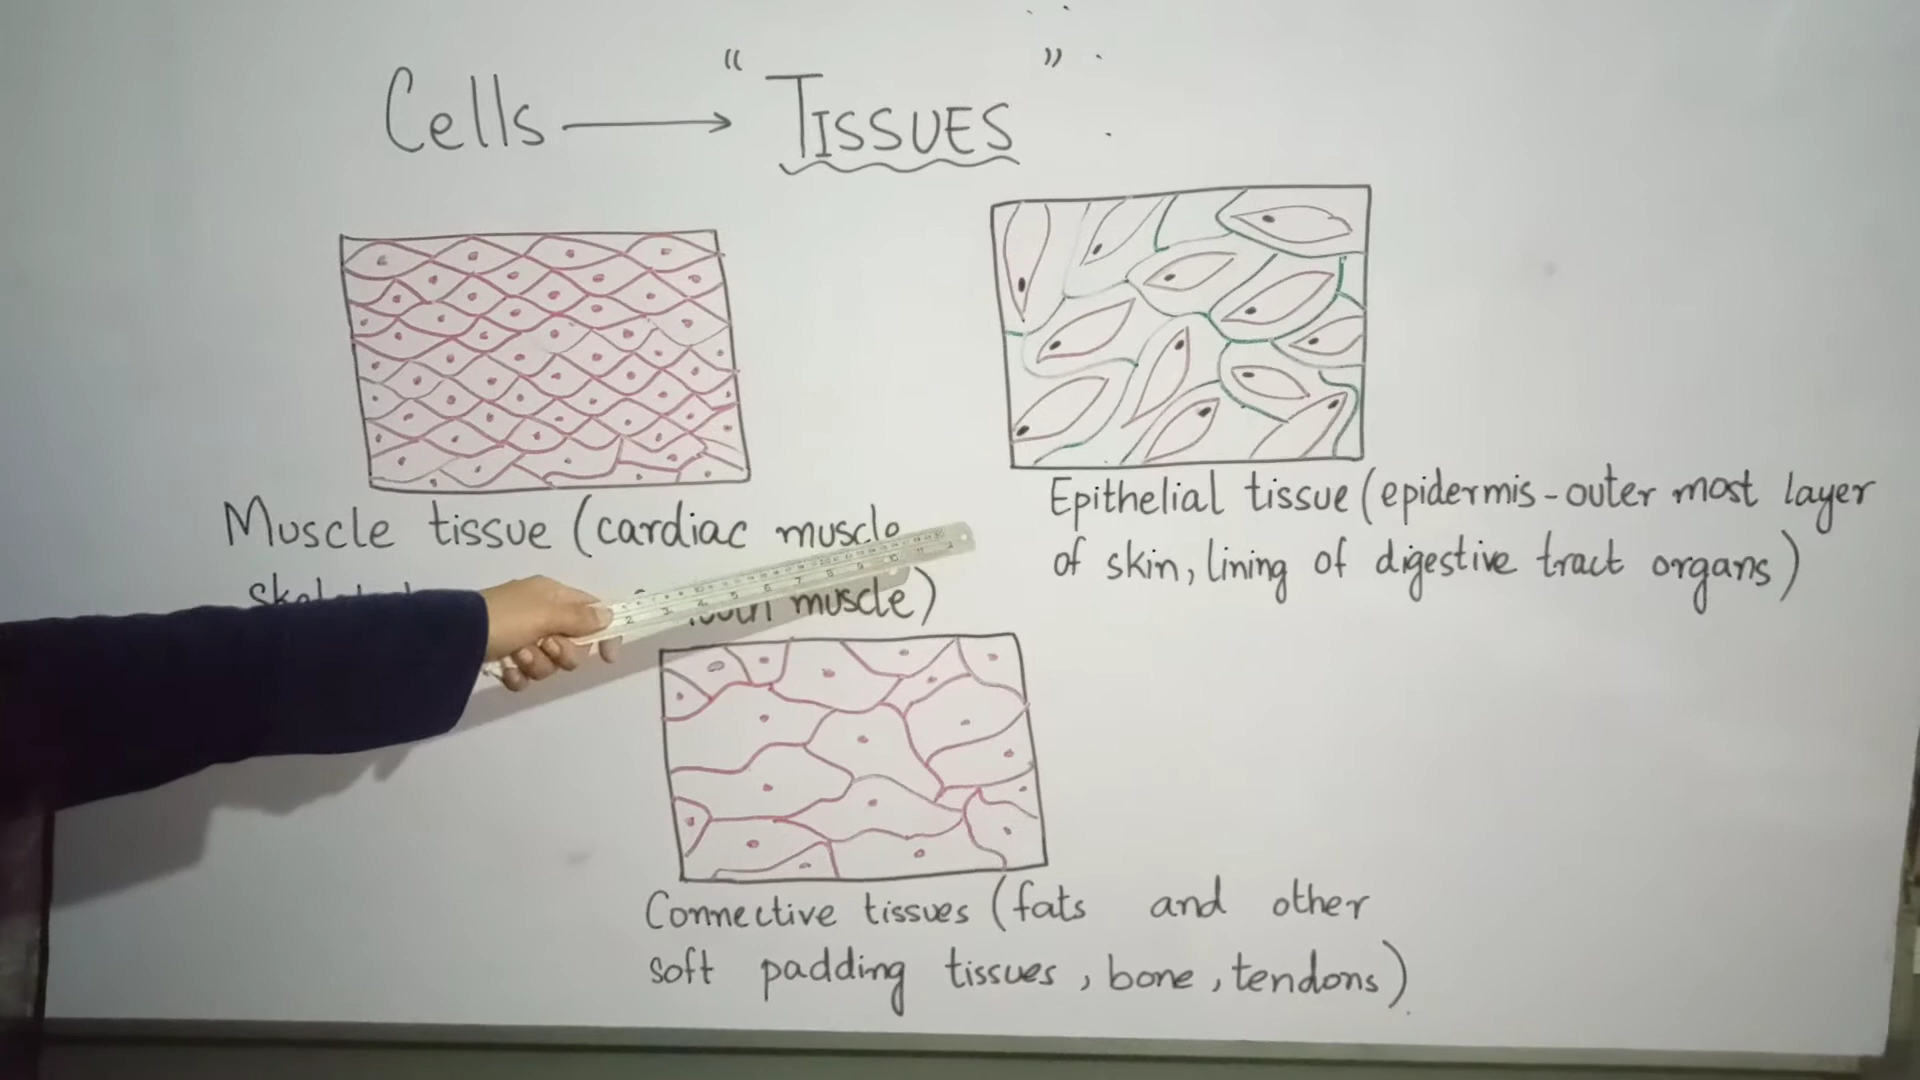 Cells → " TISSUES "
Muscle tissue (cardiac muscle
muscle)
Epithelial tissue (epidermis - outer most layer
of skin, lining of digestive tract organs)
Connective tissues (fats and other
soft padding tissues, bone, tendons)